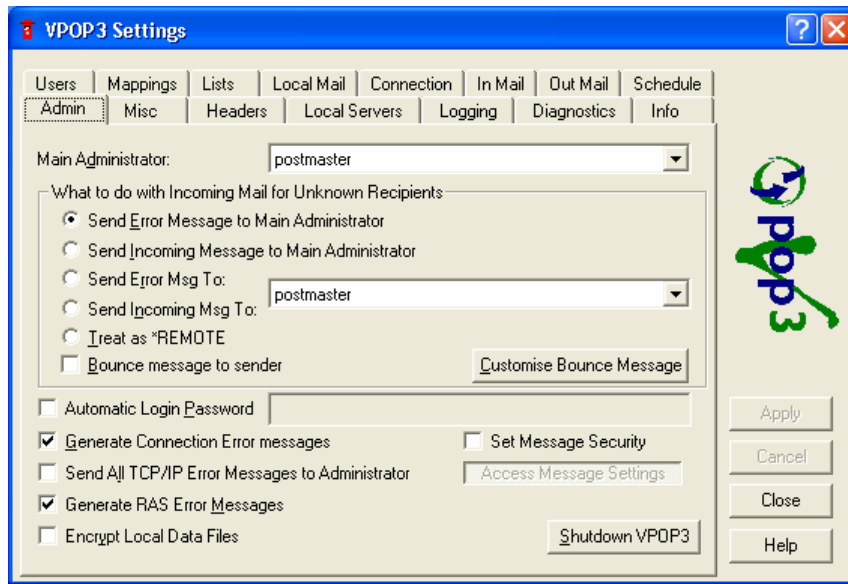 VPOP3 Settings
Users Mappings Lists Local Mail Connection In Mail Out Mail Schedule
Admin Misc Headers Local Servers Logging Diagnostics Info
Main Administrator: postmaster
What to do with Incoming Mail for Unknown Recipients
Send Error Message to Main Administrator
Send Incoming Message to Main Administrator
Send Error Msg To:
postmaster
Send Incoming Msg To:
Treat as *REMOTE
Bounce message to sender Customise Bounce Message
Automatic Login Password
Generate Connection Error messages Set Message Security
Send All TCP/IP Error Messages to Administrator Access Message Settings
Generate RAS Error Messages
Encrypt Local Data Files Shutdown VPOP3
pop3
Apply
Cancel
Close
Help